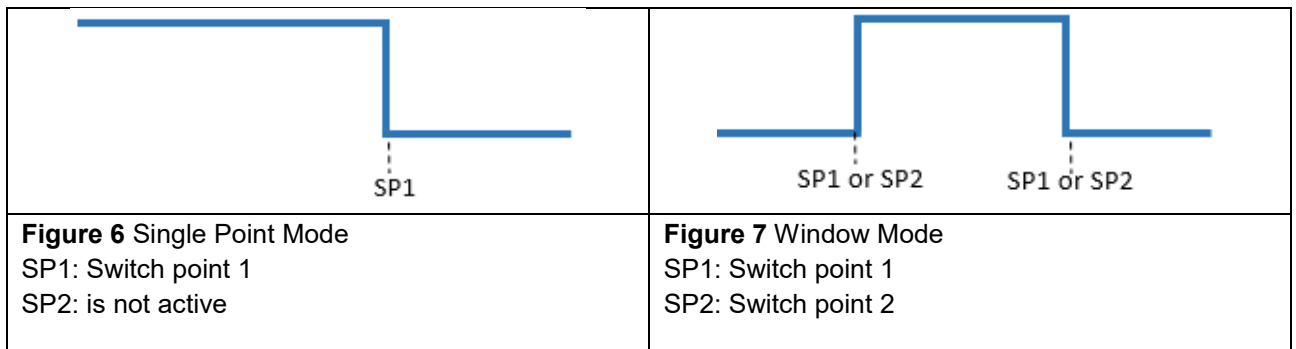 SP1
SP1 or SP2 SP1 or SP2
Figure 6 Single Point Mode
SP1: Switch point 1
SP2: is not active
Figure 7 Window Mode
SP1: Switch point 1
SP2: Switch point 2